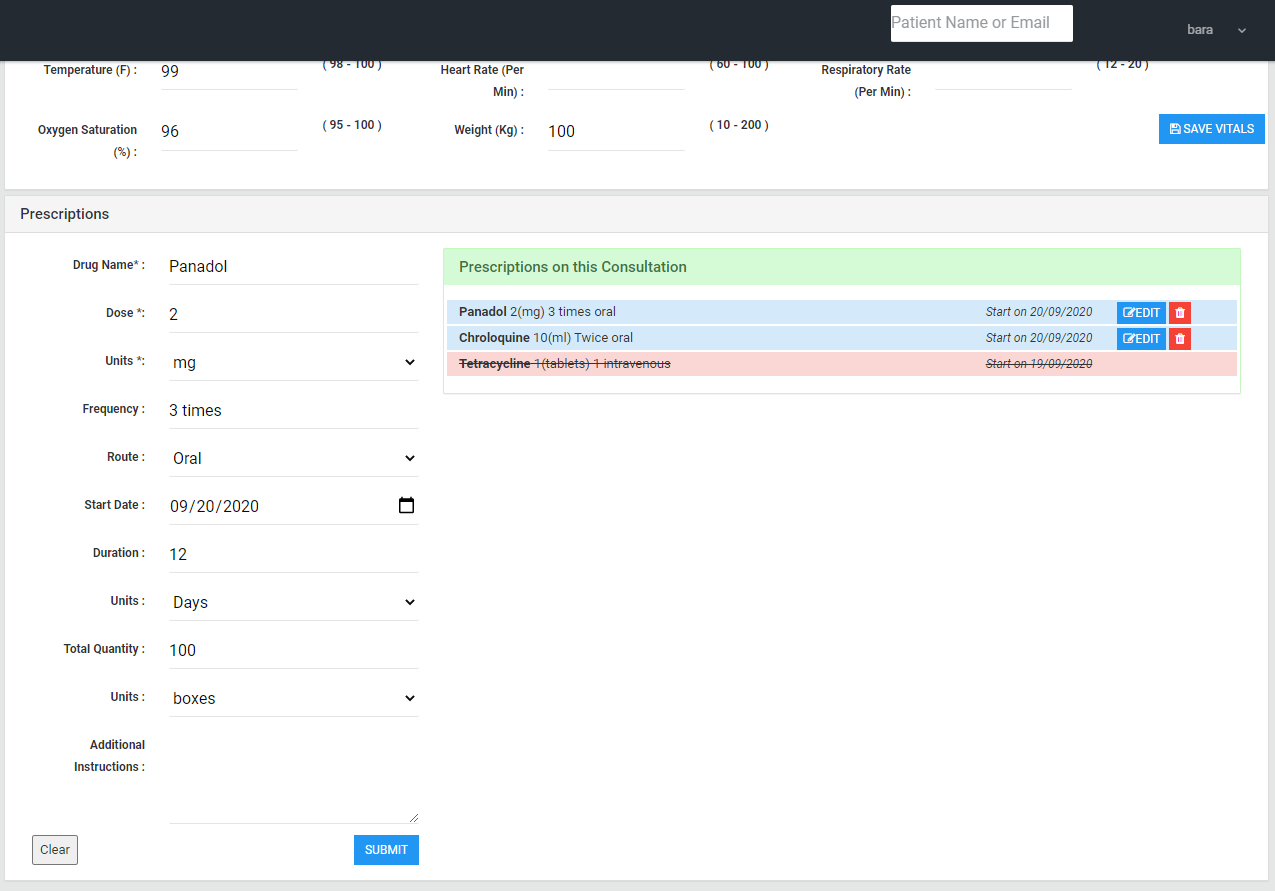 Patient Name or Email
bara
Temperature (F) : 99 ( 98 - 100 ) Heart Rate (Per ( 60 - 100 ) Respiratory Rate ( 12 - 20 )
Min) : (Per Min) :
Oxygen Saturation 96 ( 95 - 100 ) Weight (Kg) : 100 ( 10 - 200 ) SAVE VITALS
(%) :
Prescriptions
Drug Name* : Panadol
Dose *: 2
Units *: mg
Frequency : 3 times
Route : Oral
Start Date : 09/20/2020
Duration : 12
Units : Days
Total Quantity : 100
Units : boxes
Additional
Instructions :
Clear SUBMIT
Prescriptions on this Consultation
Panadol 2(mg) 3 times oral Start on 20/09/2020 EDIT
Chroloquine 10(ml) Twice oral Start on 20/09/2020 EDIT
Tetracycline 1(tablets) 1 intravenous Start on 19/09/2020